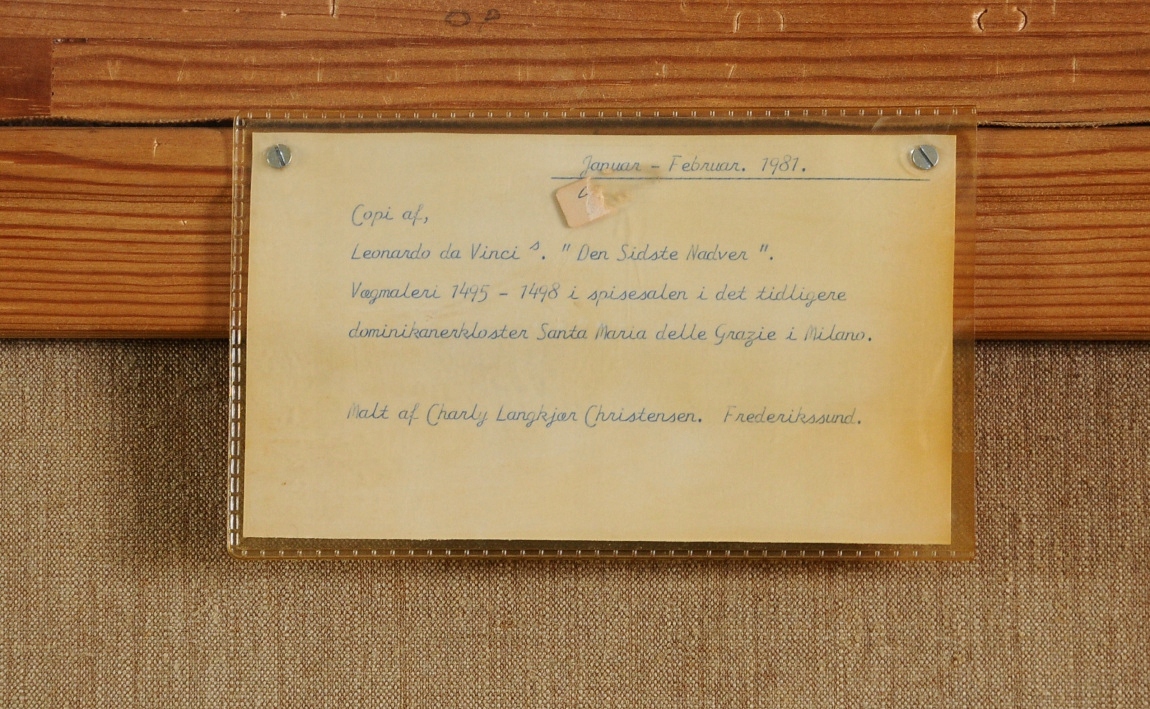 Januar - Februar. 1981.
Copi af,
Leonardo da Vinci s. " Den Sidste Nadver ".
Vægmaleri 1495 - 1498 i spisesalen i det tidligere
dominikanerkloster Santa Maria delle Grazie i Milano.
Malt af Charly Langkjær Christensen. Frederikssund.